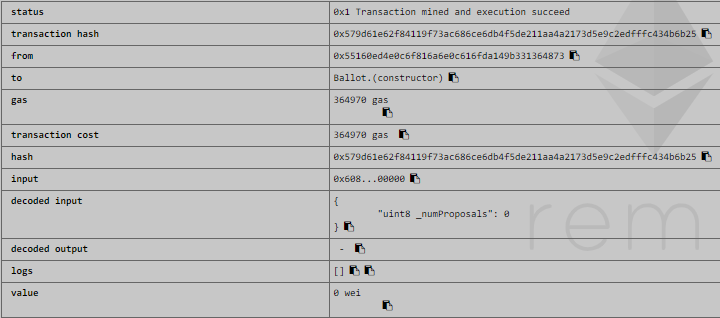 status 0x1 Transaction mined and execution succeed
transaction hash 0x579d61e62f84119f73ac686ce6db4f5de211aa4a2173d5e9c2edfffc434b6b25
from 0x55160ed4e0c6f816a6e0c616fda149b331364873
to Ballot.(constructor)
gas 364970 gas
transaction cost 364970 gas
hash 0x579d61e62f84119f73ac686ce6db4f5de211aa4a2173d5e9c2edfffc434b6b25
input 0x608...00000
decoded input {
"uint8 _numProposals": 0
}
decoded output -
logs []
value 0 wei
rem